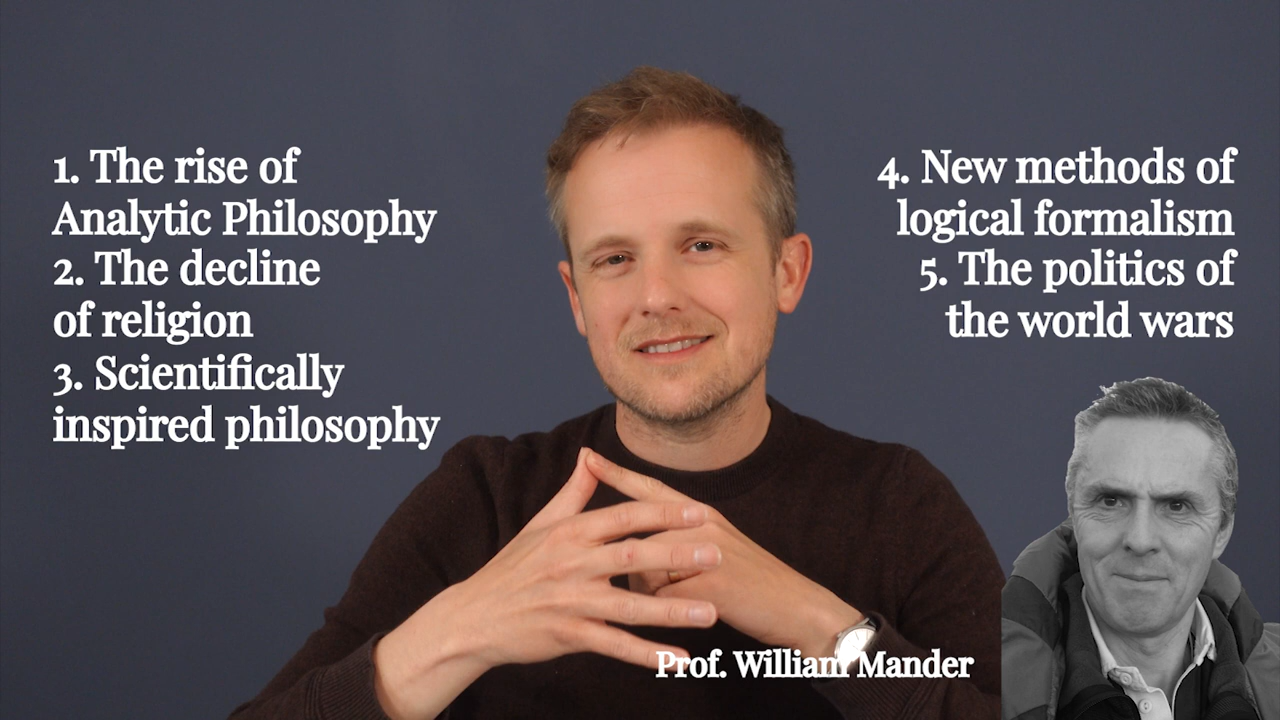 1. The rise of
Analytic Philosophy
2. The decline
of religion
3. Scientifically
inspired philosophy
4. New methods of
logical formalism
5. The politics of
the world wars
Prof. William Mander